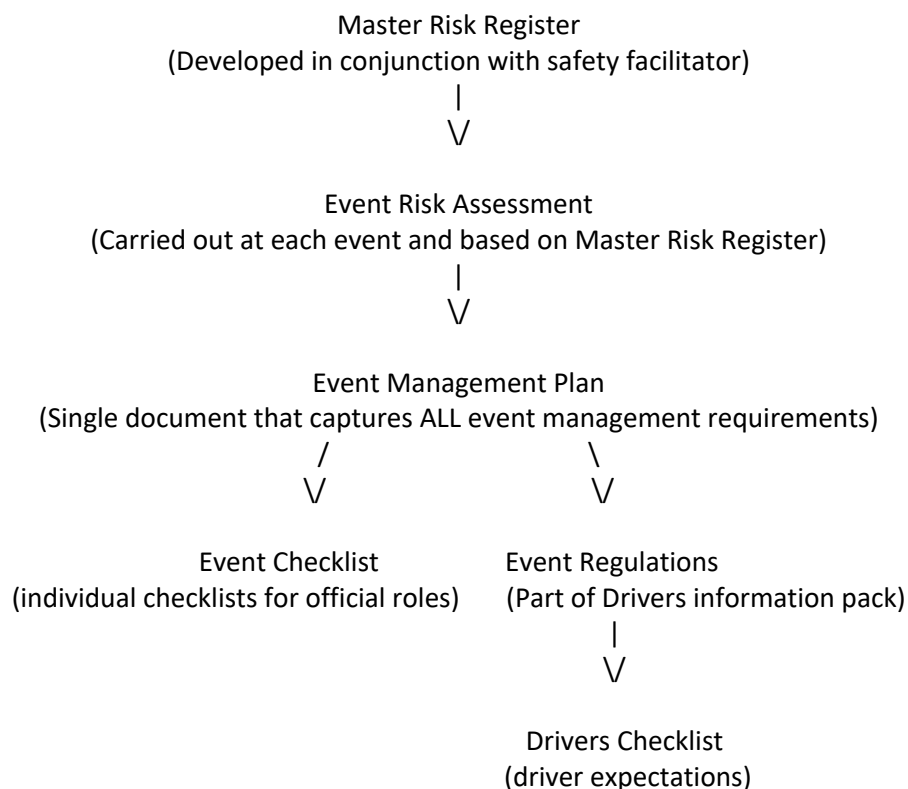 Master Risk Register
(Developed in conjunction with safety facilitator)
|
\/
Event Risk Assessment
(Carried out at each event and based on Master Risk Register)
|
\/
Event Management Plan
(Single document that captures ALL event management requirements)
/ \
\/ \/
Event Checklist Event Regulations
(individual checklists for official roles) (Part of Drivers information pack)
|
\/
Drivers Checklist
(driver expectations)